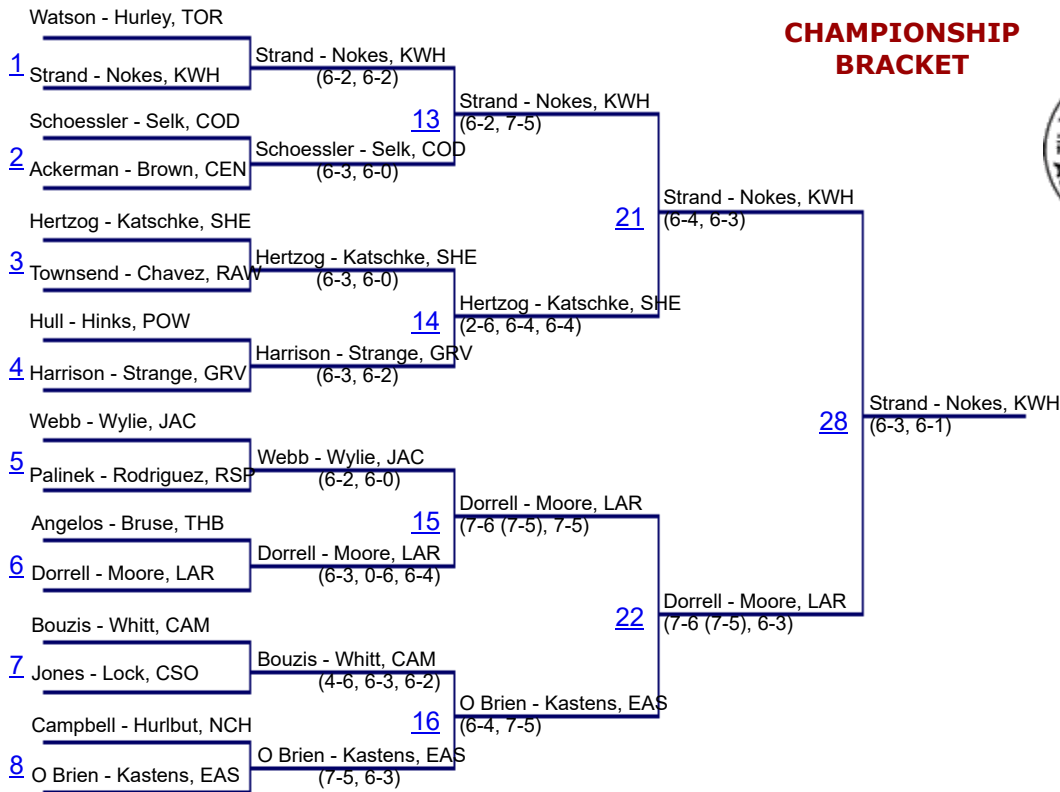 CHAMPIONSHIP
BRACKET
Watson - Hurley, TOR
1
Strand - Nokes, KWH
Strand - Nokes, KWH
(6-2, 6-2)
Schoessler - Selk, COD
2
Ackerman - Brown, CEN
Schoessler - Selk, COD
(6-3, 6-0)
13
Strand - Nokes, KWH
(6-2, 7-5)
Hertzog - Katschke, SHE
3
Townsend - Chavez, RAW
Hertzog - Katschke, SHE
(6-3, 6-0)
Hull - Hinks, POW
4
Harrison - Strange, GRV
Harrison - Strange, GRV
(6-3, 6-2)
14
Hertzog - Katschke, SHE
(2-6, 6-4, 6-4)
21
Strand - Nokes, KWH
(6-4, 6-3)
Webb - Wylie, JAC
5
Palinek - Rodriguez, RSP
Webb - Wylie, JAC
(6-2, 6-0)
Angelos - Bruse, THB
6
Dorrell - Moore, LAR
Dorrell - Moore, LAR
(6-3, 0-6, 6-4)
15
Dorrell - Moore, LAR
(7-6 (7-5), 7-5)
Bouzis - Whitt, CAM
7
Jones - Lock, CSO
Bouzis - Whitt, CAM
(4-6, 6-3, 6-2)
Campbell - Hurlbut, NCH
8
O Brien - Kastens, EAS
O Brien - Kastens, EAS
(7-5, 6-3)
16
O Brien - Kastens, EAS
(6-4, 7-5)
22
Dorrell - Moore, LAR
(7-6 (7-5), 6-3)
28
Strand - Nokes, KWH
(6-3, 6-1)